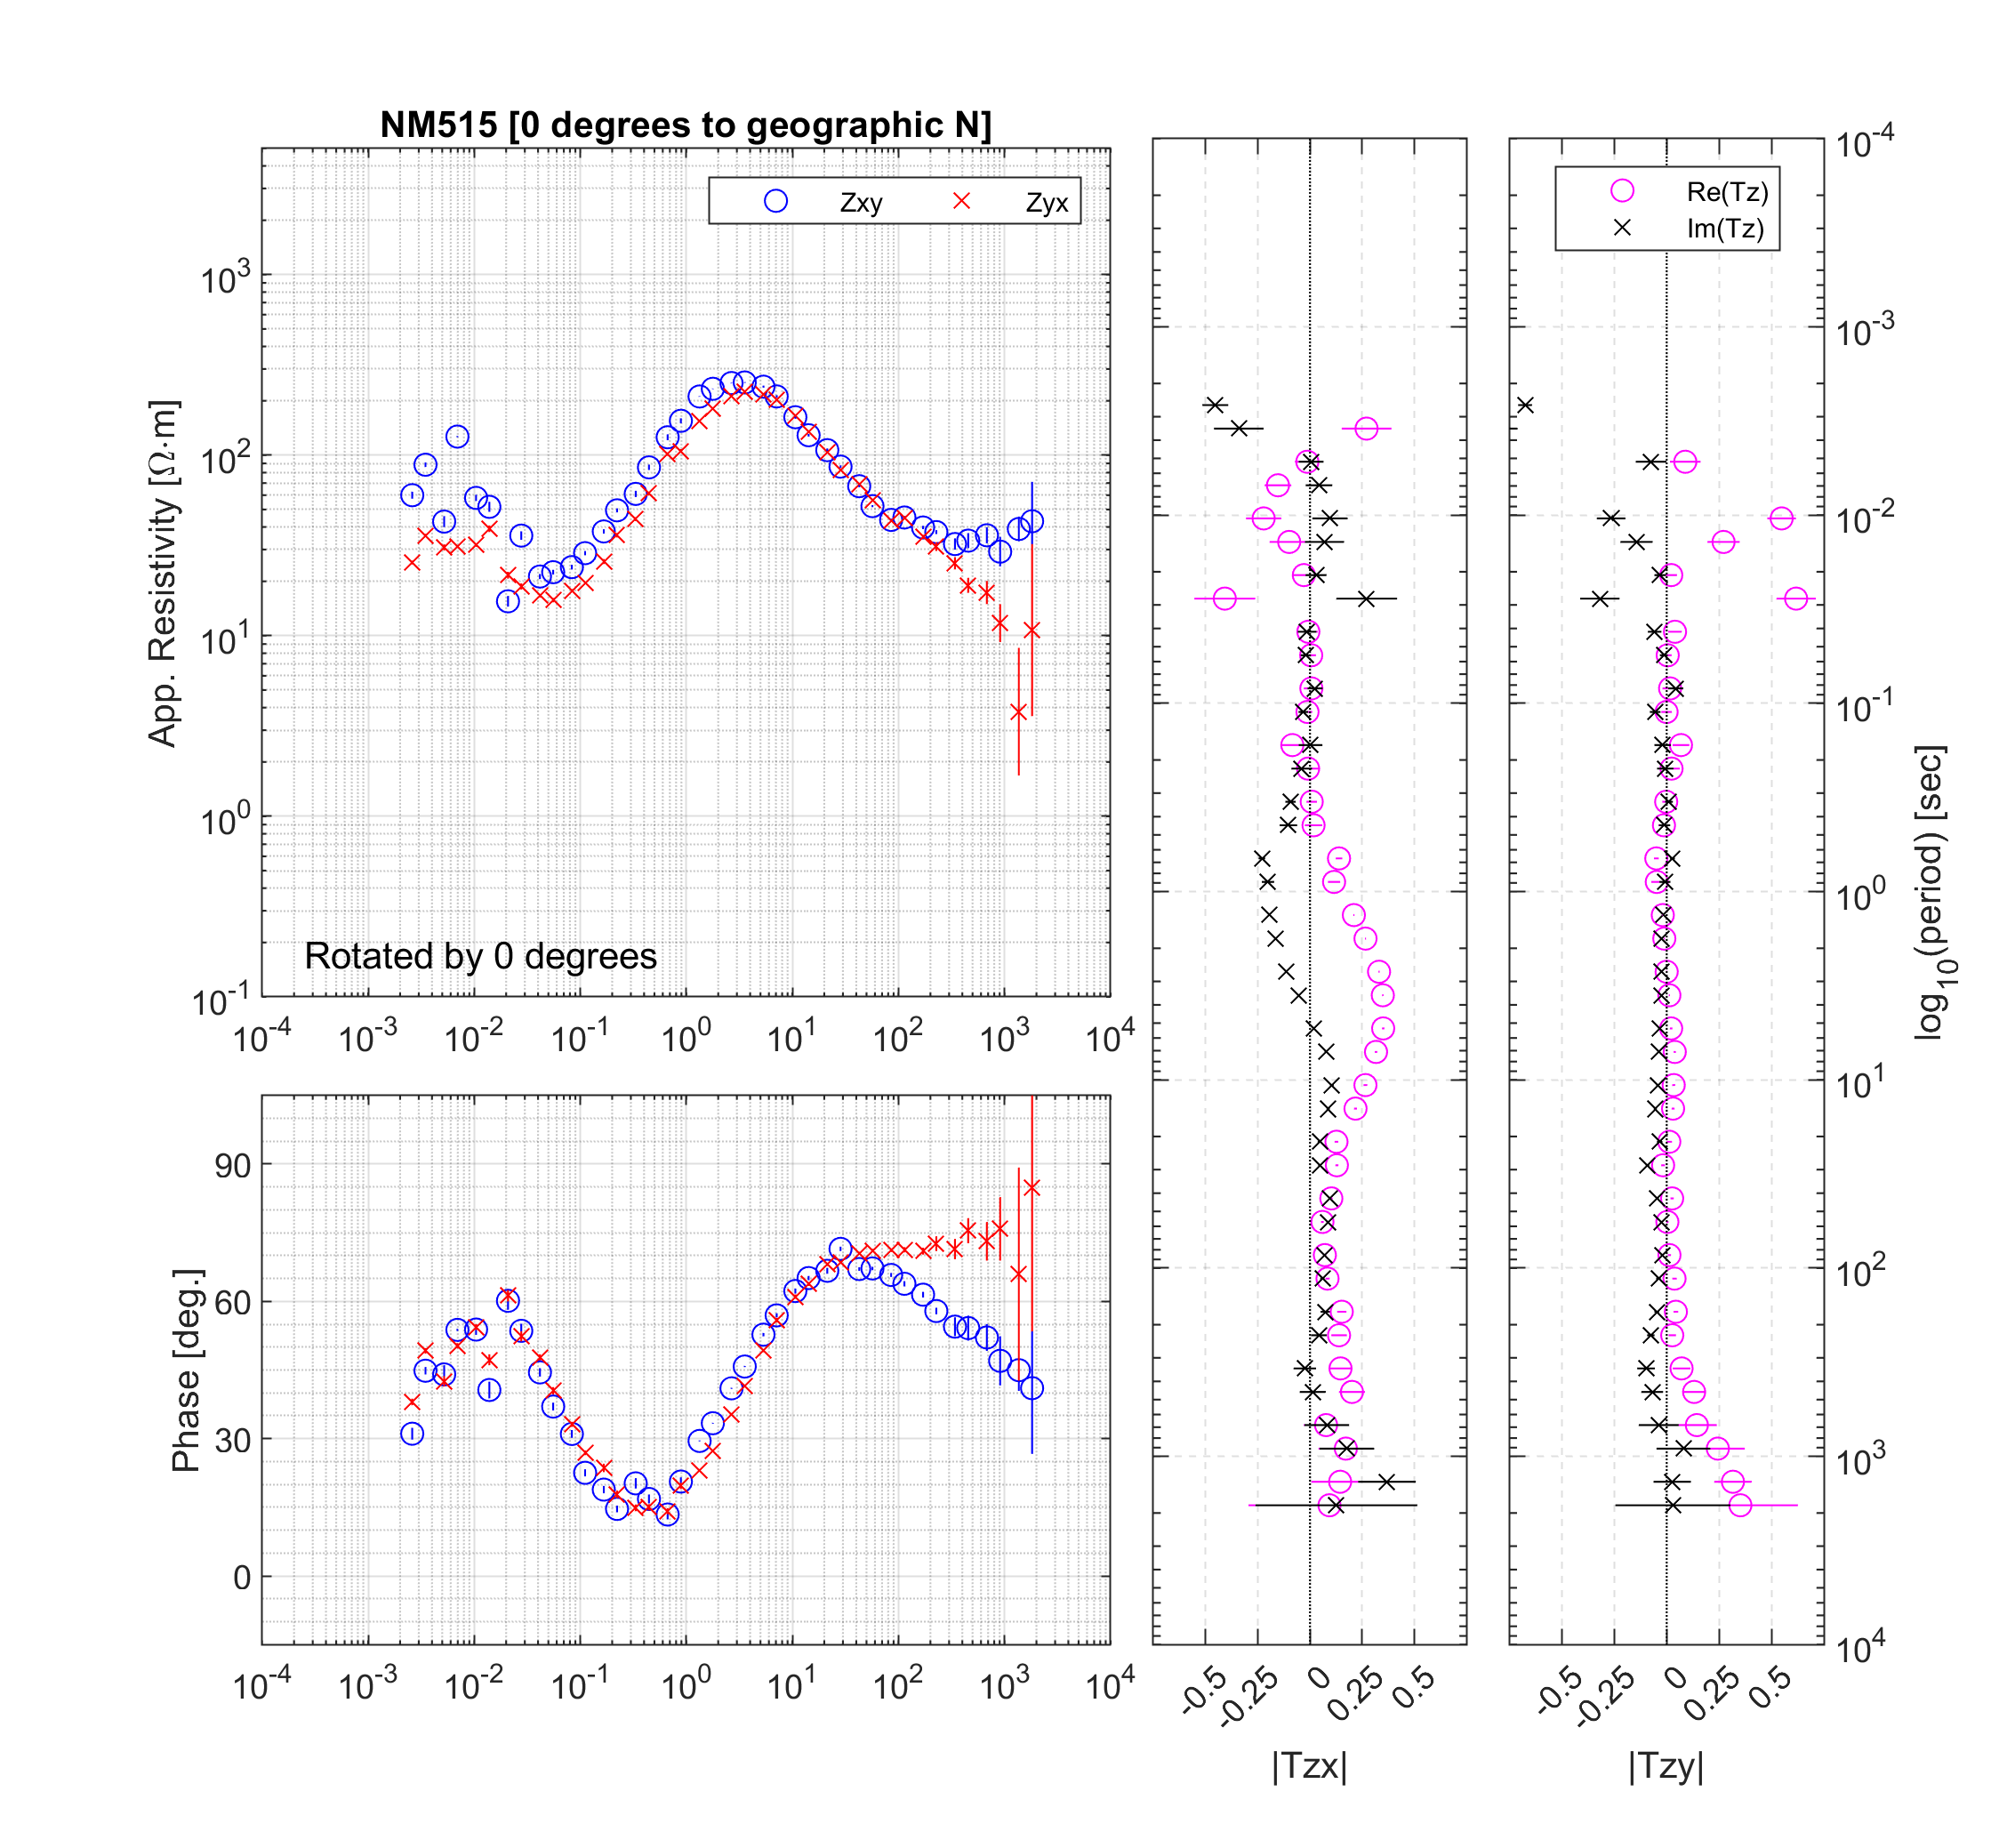 NM515 [0 degrees to geographic N]
Zxy Zyx
App. Resistivity [Ω·m]
10^3
10^2
10^1
10^0
10^-1
Rotated by 0 degrees
10^-4 10^-3 10^-2 10^-1 10^0 10^1 10^2 10^3 10^4
Phase [deg.]
90
60
30
0
10^-4 10^-3 10^-2 10^-1 10^0 10^1 10^2 10^3 10^4
-0.5 -0.25 0 0.25 0.5
|Tzx|
Re(Tz)
Im(Tz)
10^-4
10^-3
10^-2
10^-1
10^0
10^1
10^2
10^3
10^4
log10(period) [sec]
-0.5 -0.25 0 0.25 0.5
|Tzy|